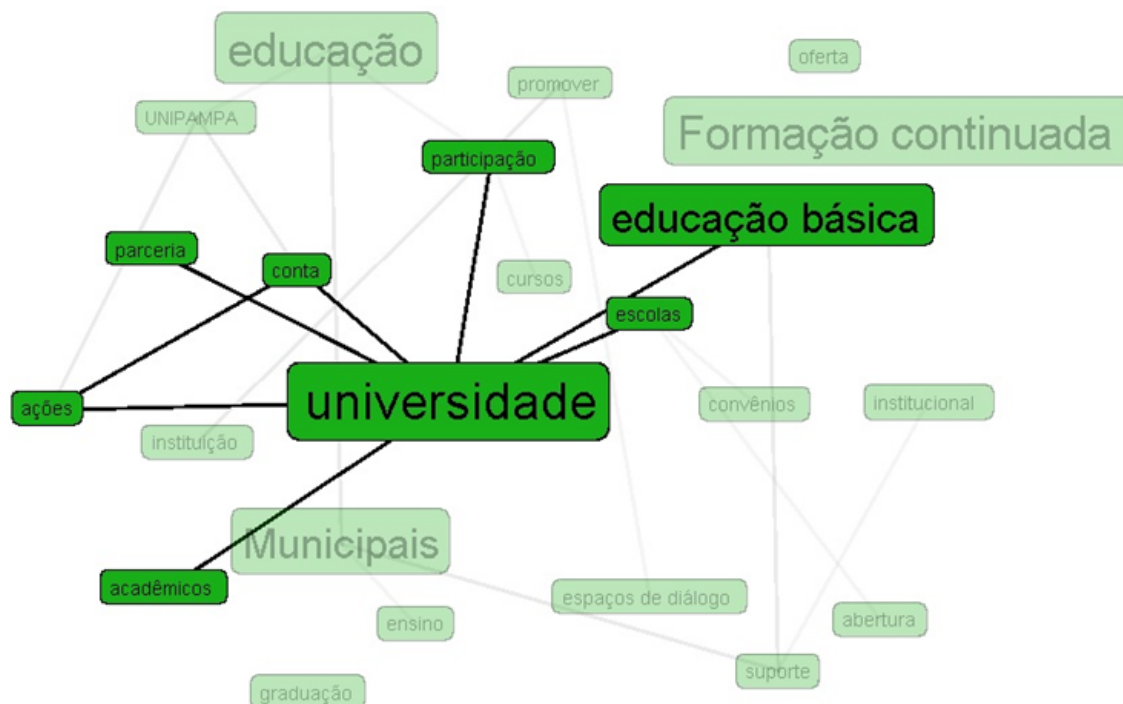 educação
oferta
promover
UNIPAMPA
Formação continuada
participação
educação básica
parceria
conta
cursos
escolas
universidade
ações
convênios
institucional
instituição
Municipais
acadêmicos
espaços de diálogo
ensino
abertura
suporte
graduação